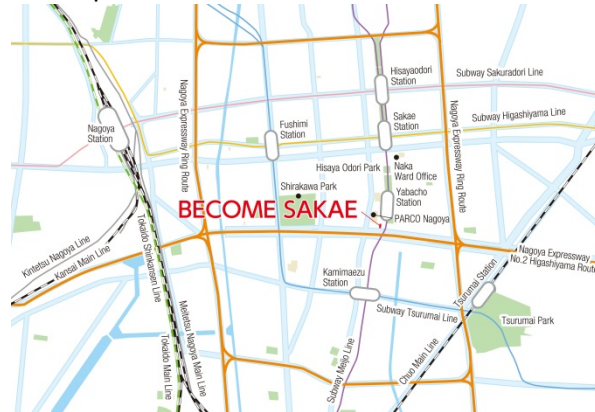 Hisayaodori
Station
Subway Sakuradori Line
Nagoya Expressway Ring Route
Nagoya Expressway Ring Route
Subway Higashiyama Line
Nagoya
Station
Fushimi
Station
Sakae
Station
Hisaya Odori Park
Naka
Ward Office
Shirakawa Park
Yabacho
Station
BECOME SAKAE
PARCO Nagoya
Kintetsu Nagoya Line
Kansai Main Line
Tokaido Shinkansen Line
Nagoya Expressway
No.2 Higashiyama Route
Kamimaezu
Station
Tsurumai Station
Subway Tsurumai Line
Tsurumai Park
Tokaido Main Line
Meitetsu Nagoya Main Line
Subway Meijo Line
Chuo Main Line